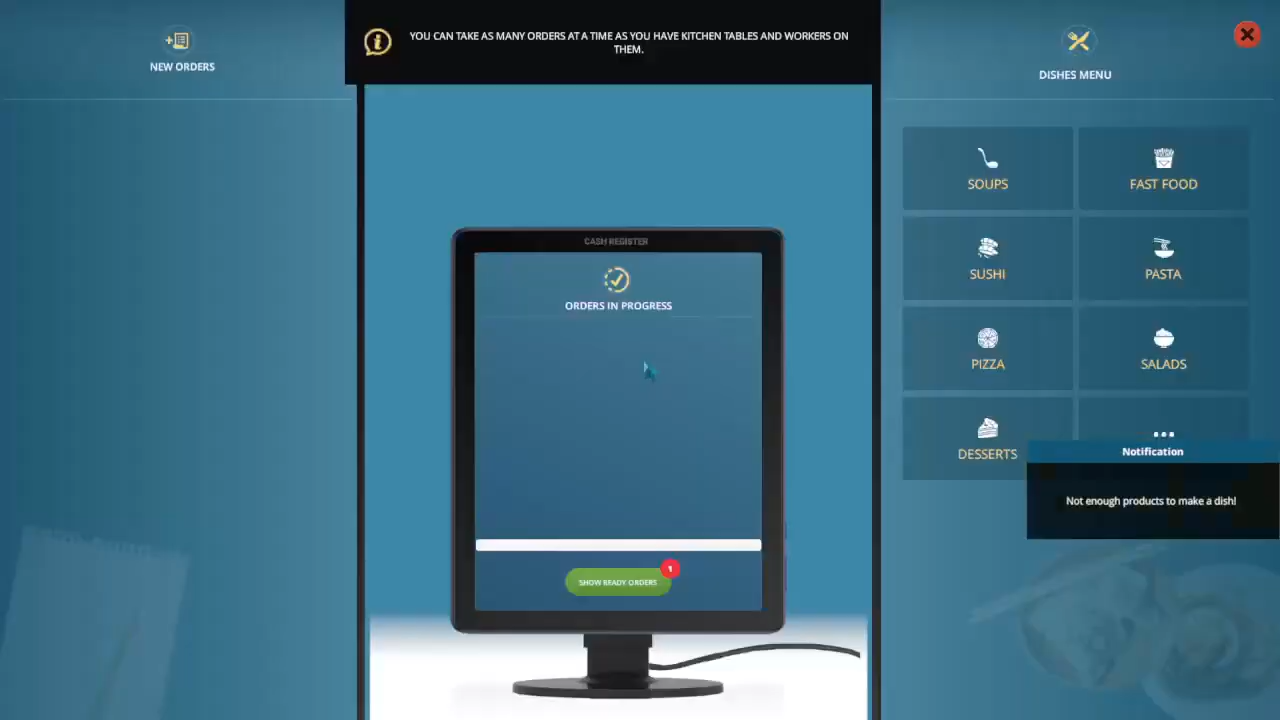 NEW ORDERS
YOU CAN TAKE AS MANY ORDERS AT A TIME AS YOU HAVE KITCHEN TABLES AND WORKERS ON
THEM.
DISHES MENU
CASH REGISTER
ORDERS IN PROGRESS
SHOW READY ORDERS
1
SOUPS
FAST FOOD
SUSHI
PASTA
PIZZA
SALADS
DESSERTS
Notification
Not enough products to make a dish!